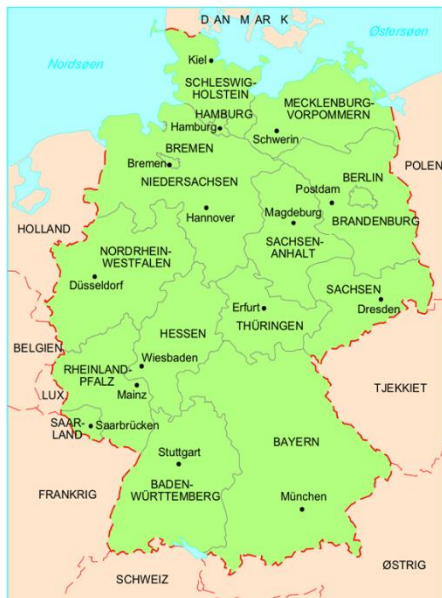 DAN MARK
Nordsøen
Østersøen
Kiel
SCHLESWIG-
HOLSTEIN
MECKLENBURG-
VORPOMMERN
HAMBURG
Hamburg
Schwerin
BREMEN
Bremen
POLEN
NIEDERSACHSEN
BERLIN
Postdam
Hannover
Magdeburg
BRANDENBURG
HOLLAND
NORDRHEIN-
WESTFALEN
SACHSEN-
ANHALT
Düsseldorf
SACHSEN
Dresden
Erfurt
THÜRINGEN
HESSEN
BELGIEN
Wiesbaden
RHEINLAND-
PFALZ
Mainz
LUX.
TJEKKIET
SAAR-
LAND
Saarbrücken
BAYERN
Stuttgart
BADEN-
WÜRTTEMBERG
FRANKRIG
München
ØSTRIG
SCHWEIZ